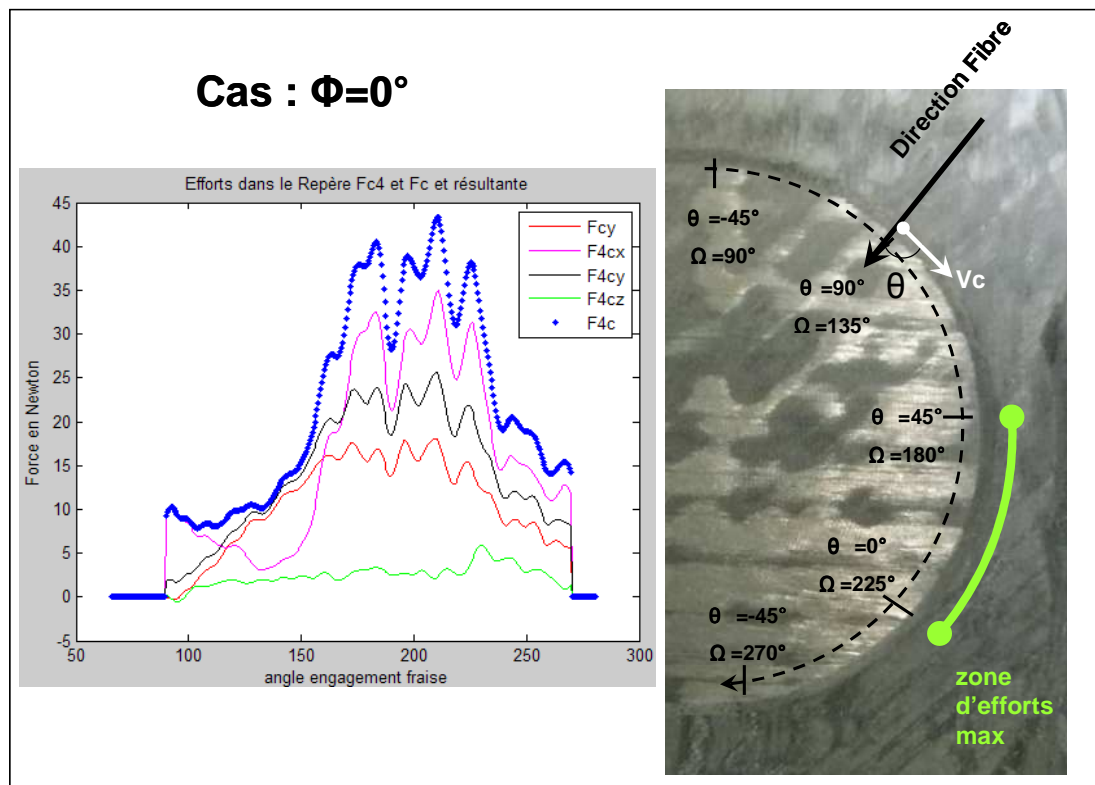 Cas : Φ=0°
Efforts dans le Repère Fc4 et Fc et résultante
45
40
35
30
25
20
15
10
5
0
-5
50
100
150
200
250
300
Force en Newton
angle engagement fraise
Fcy
F4cx
F4cy
F4cz
F4c
Direction Fibre
θ =-45°
Ω =90°
θ =90°
Ω =135°
θ
Vc
θ =45°
Ω =180°
θ =0°
Ω =225°
θ =-45°
Ω =270°
zone
d'efforts
max